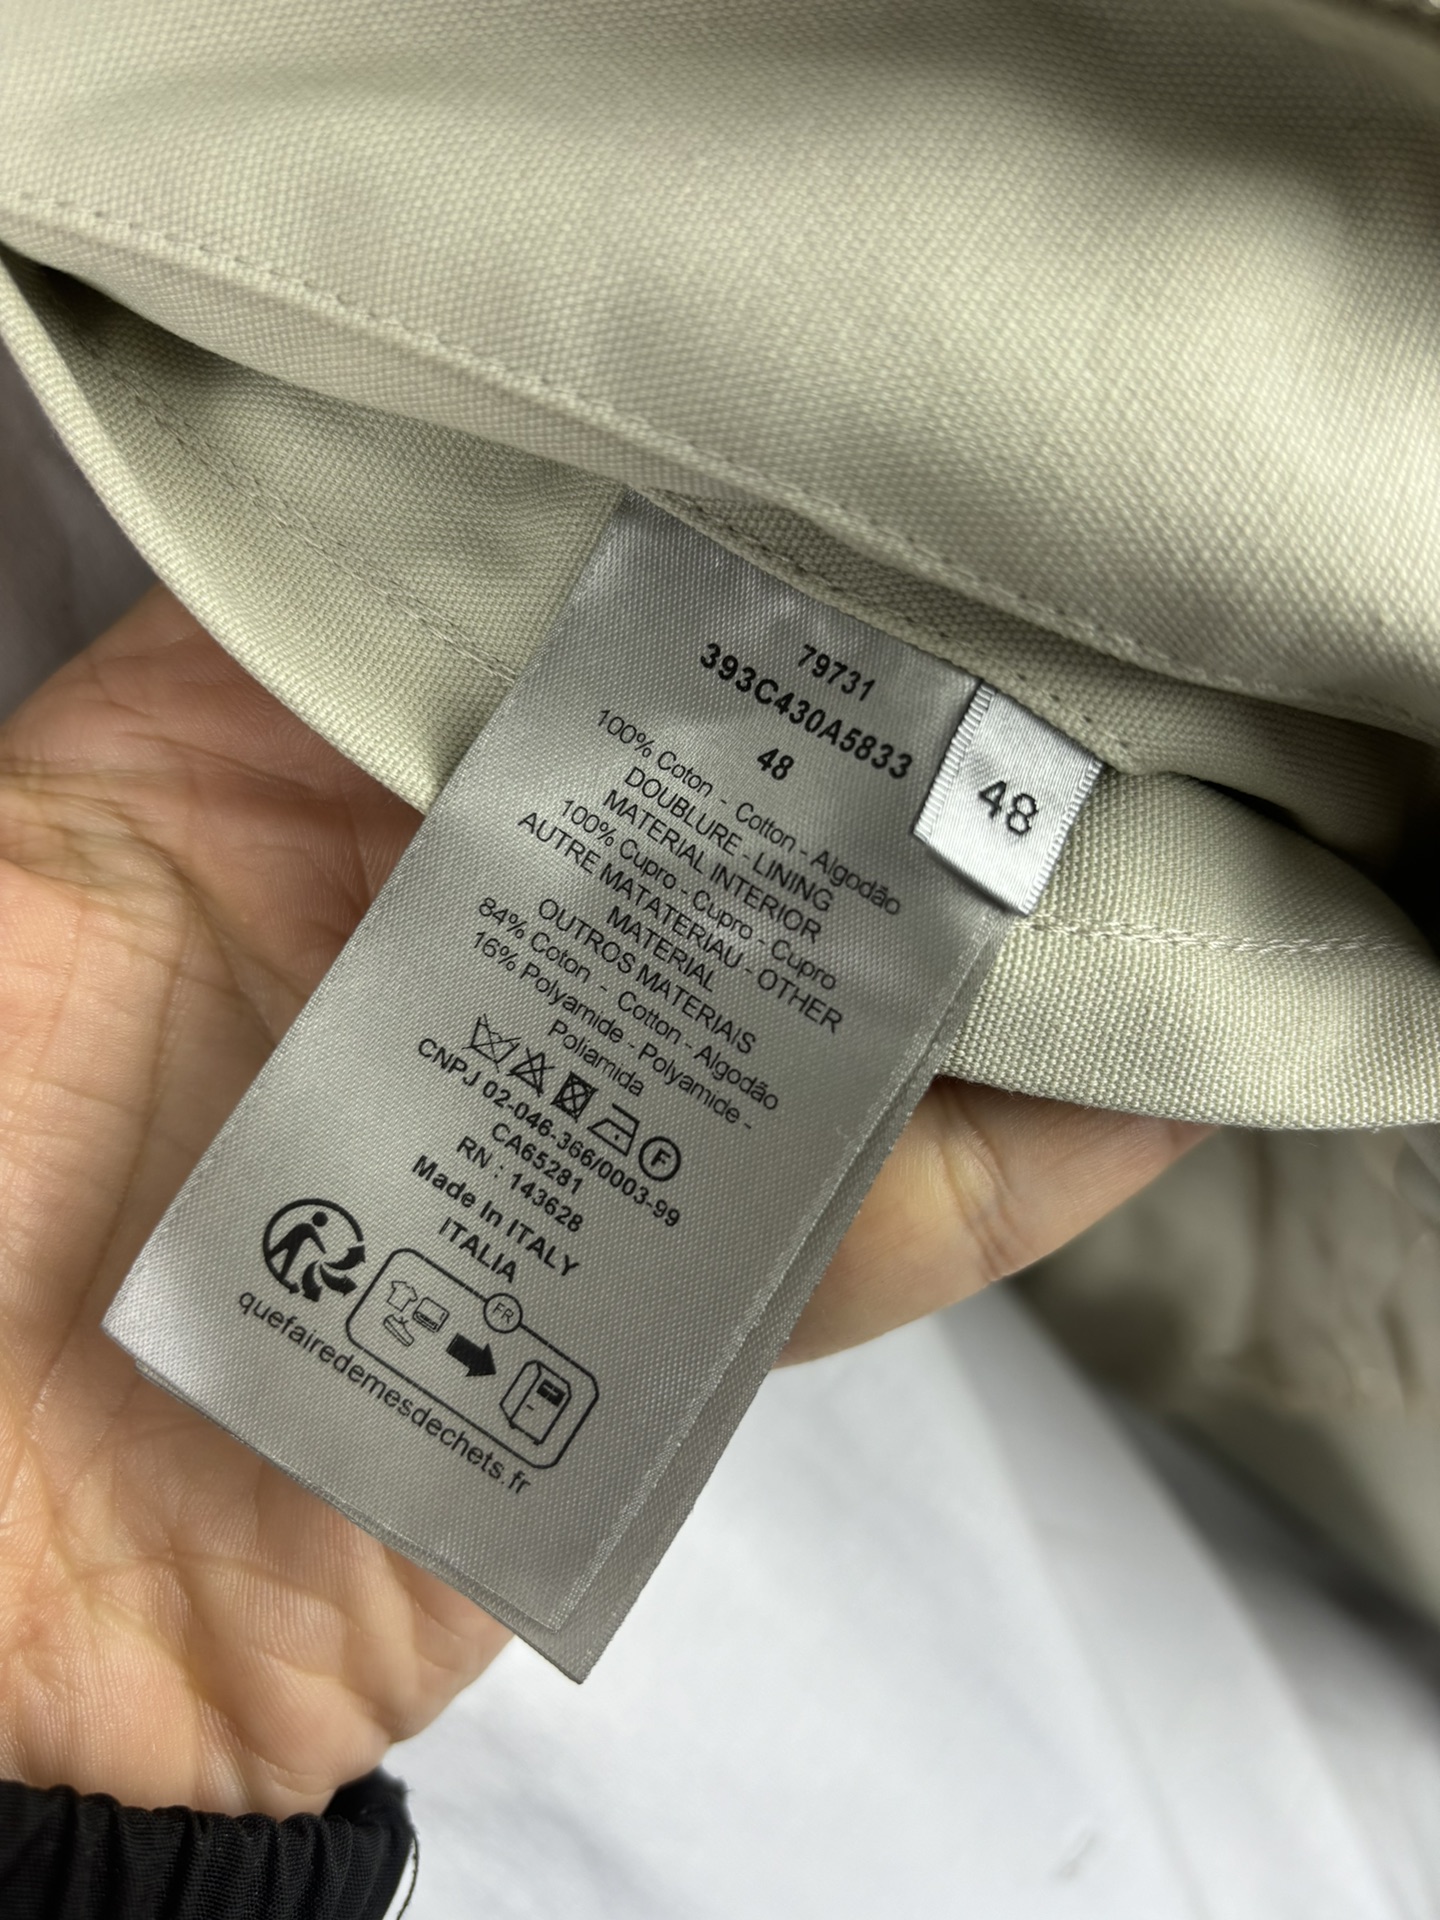 79731
393C430A5833
48
100% Coton - Cotton - Algodão
DOUBLURE - LINING
MATERIAL INTERIOR
100% Cupro - Cupro - Cupro
AUTRE MATATERIAU - OTHER
MATERIAL
OUTROS MATERIAIS
84% Coton - Cotton - Algodão
16% Polyamide - Polyamide -
Poliamida
F
CNPJ 02-046-366/0003-99
CA65281
RN : 143628
Made In ITALY
ITALIA
FR
quefairedemesdechets.fr
48